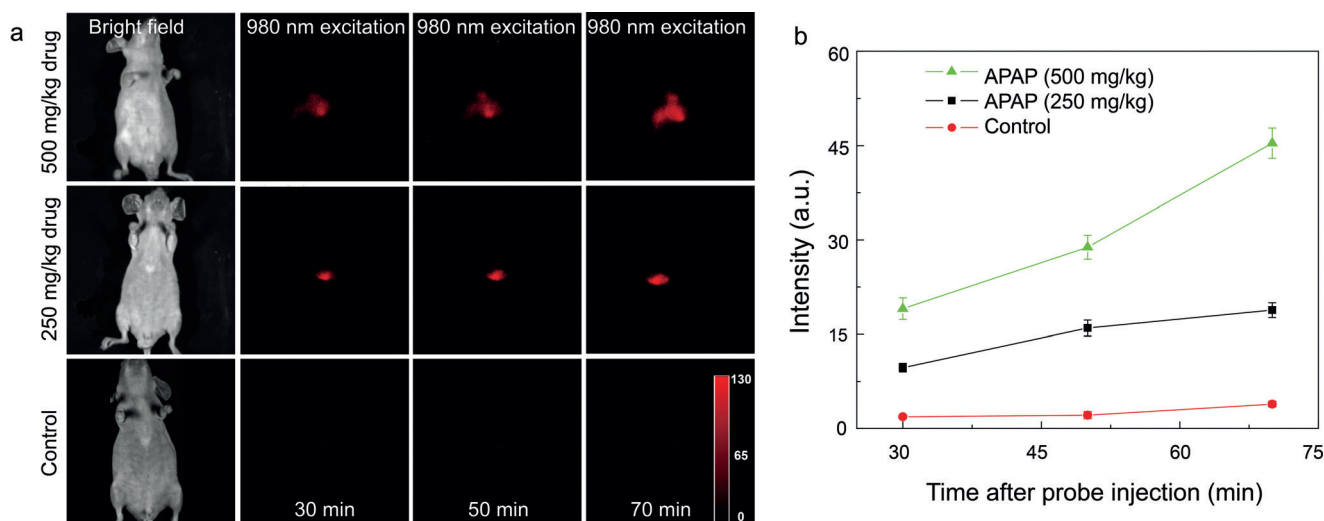 a
Bright field
980 nm excitation
980 nm excitation
980 nm excitation
500 mg/kg drug
250 mg/kg drug
Control
130
65
0
30 min
50 min
70 min
b
60
45
30
15
0
Intensity (a.u.)
APAP (500 mg/kg)
APAP (250 mg/kg)
Control
30
45
60
75
Time after probe injection (min)